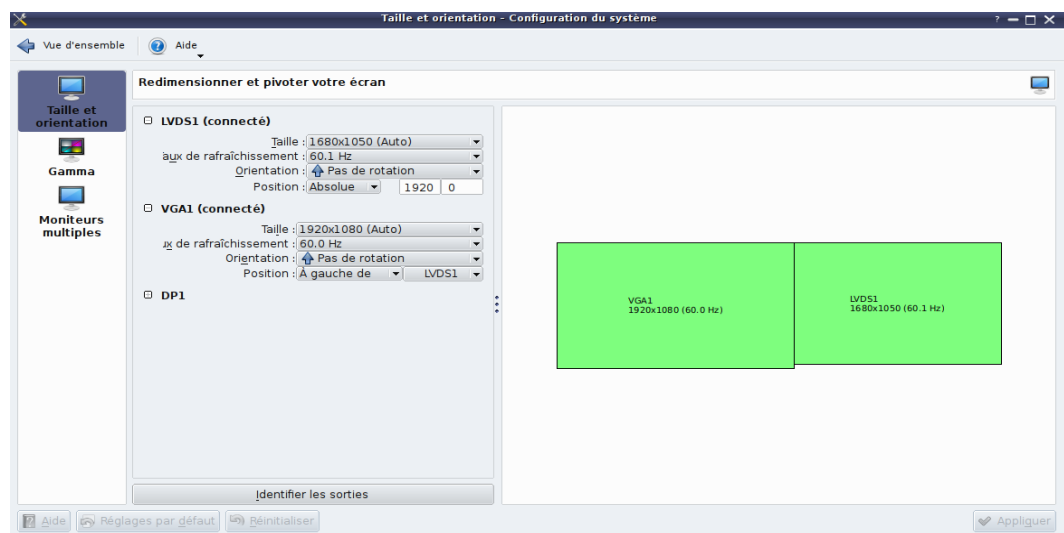 Taille et orientation - Configuration du système
Vue d'ensemble
Aide
Redimensionner et pivoter votre écran
Taille et
orientation
Gamma
Moniteurs
multiples
LVDS1 (connecté)
Taille : 1680x1050 (Auto)
aux de rafraîchissement : 60.1 Hz
Orientation : Pas de rotation
Position : Absolue 1920 0
VGA1 (connecté)
Taille : 1920x1080 (Auto)
ux de rafraîchissement : 60.0 Hz
Orientation : Pas de rotation
Position : À gauche de LVDS1
DP1
VGA1
1920x1080 (60.0 Hz)
LVDS1
1680x1050 (60.1 Hz)
Identifier les sorties
Aide
Réglages par défaut
Réinitialiser
Appliquer